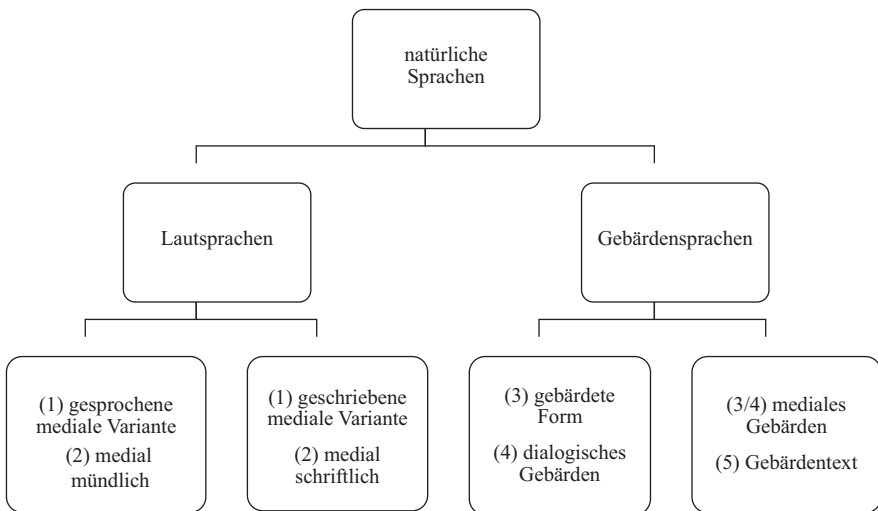 natürliche
Sprachen
Lautsprachen
Gebärdensprachen
(1) gesprochene
mediale Variante
(2) medial
mündlich
(1) geschriebene
mediale Variante
(2) medial
schriftlich
(3) gebärdete
Form
(4) dialogisches
Gebärden
(3/4) mediales
Gebärden
(5) Gebärdentext